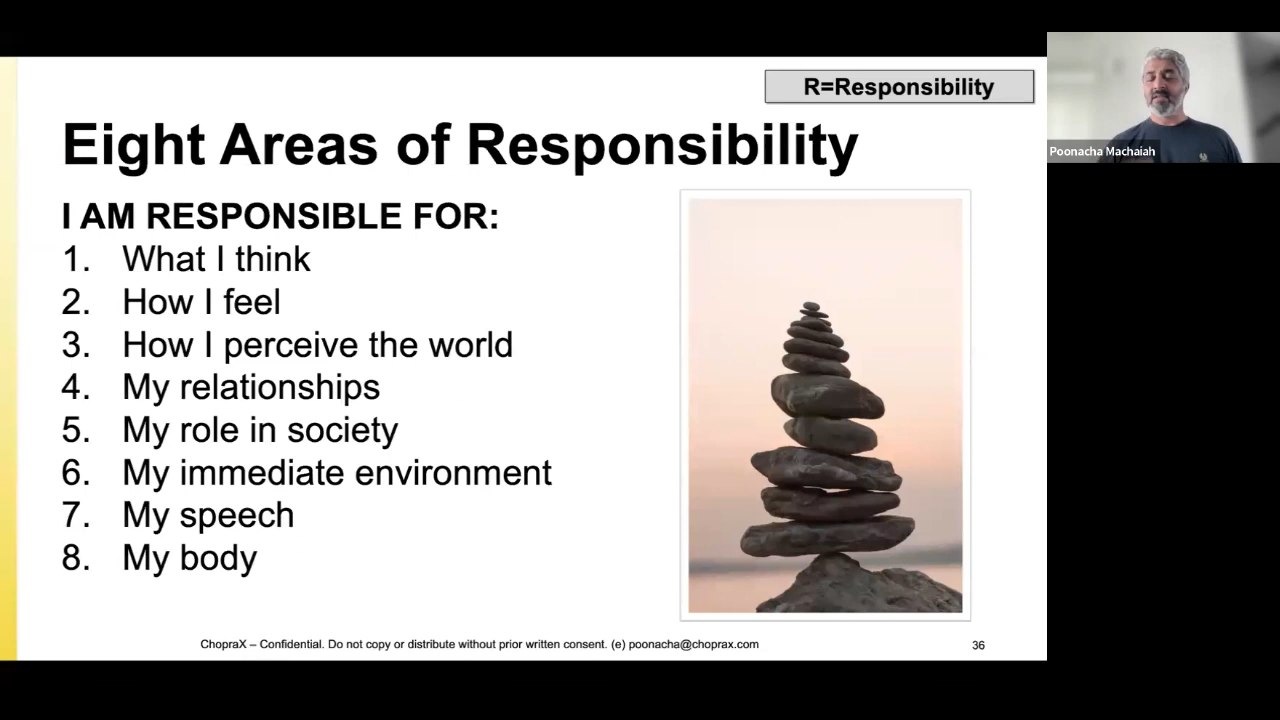 R=Responsibility
Eight Areas of Responsibility
I AM RESPONSIBLE FOR:
1. What I think
2. How I feel
3. How I perceive the world
4. My relationships
5. My role in society
6. My immediate environment
7. My speech
8. My body
ChopraX – Confidential. Do not copy or distribute without prior written consent. (e) poonacha@choprax.com
36
Poonacha Machaiah